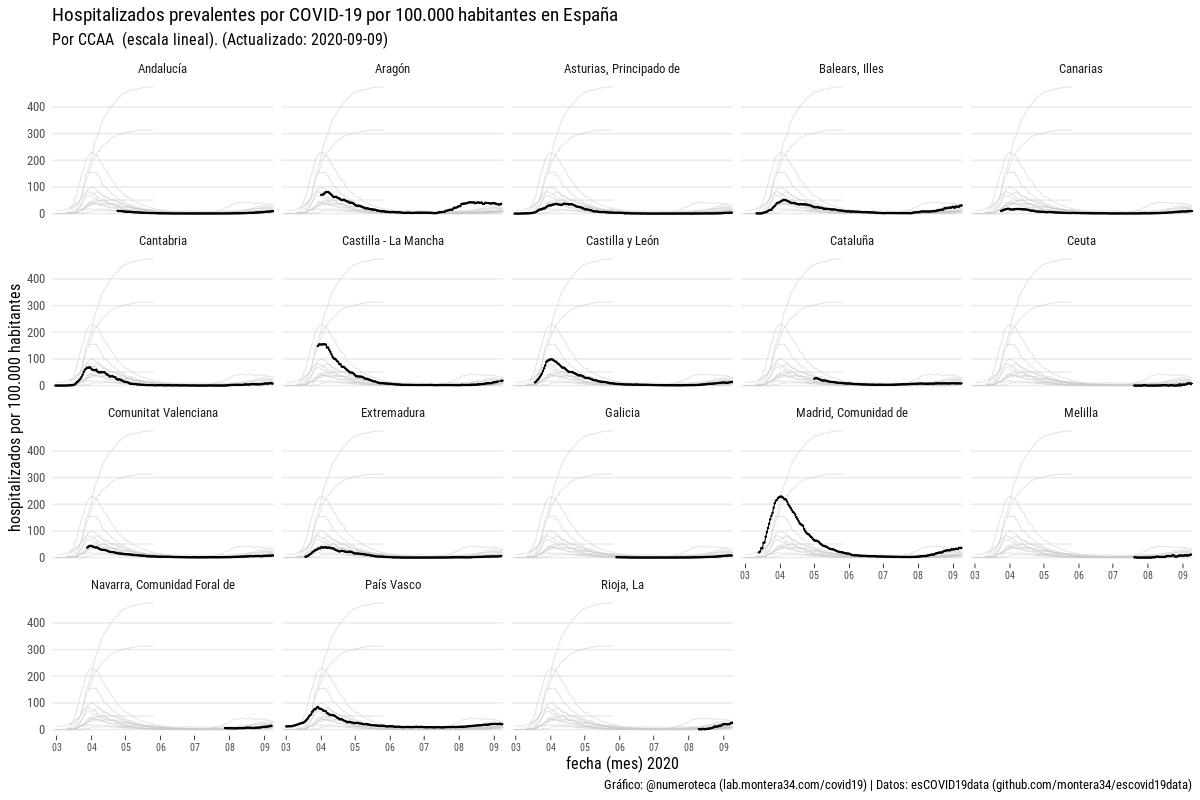 Hospitalizados prevalentes por COVID-19 por 100.000 habitantes en España
Por CCAA (escala lineal). (Actualizado: 2020-09-09)
hospitalizados por 100.000 habitantes
Andalucía
Aragón
Asturias, Principado de
Balears, Illes
Canarias
400
300
200
100
0
Cantabria
Castilla - La Mancha
Castilla y León
Cataluña
Ceuta
400
300
200
100
0
Comunitat Valenciana
Extremadura
Galicia
Madrid, Comunidad de
Melilla
400
300
200
100
0
03 04 05 06 07 08 09
03 04 05 06 07 08 09
Navarra, Comunidad Foral de
País Vasco
Rioja, La
400
300
200
100
0
03 04 05 06 07 08 09
03 04 05 06 07 08 09
03 04 05 06 07 08 09
fecha (mes) 2020
Gráfico: @numeroteca (lab.montera34.com/covid19) | Datos: esCOVID19data (github.com/montera34/escovid19data)